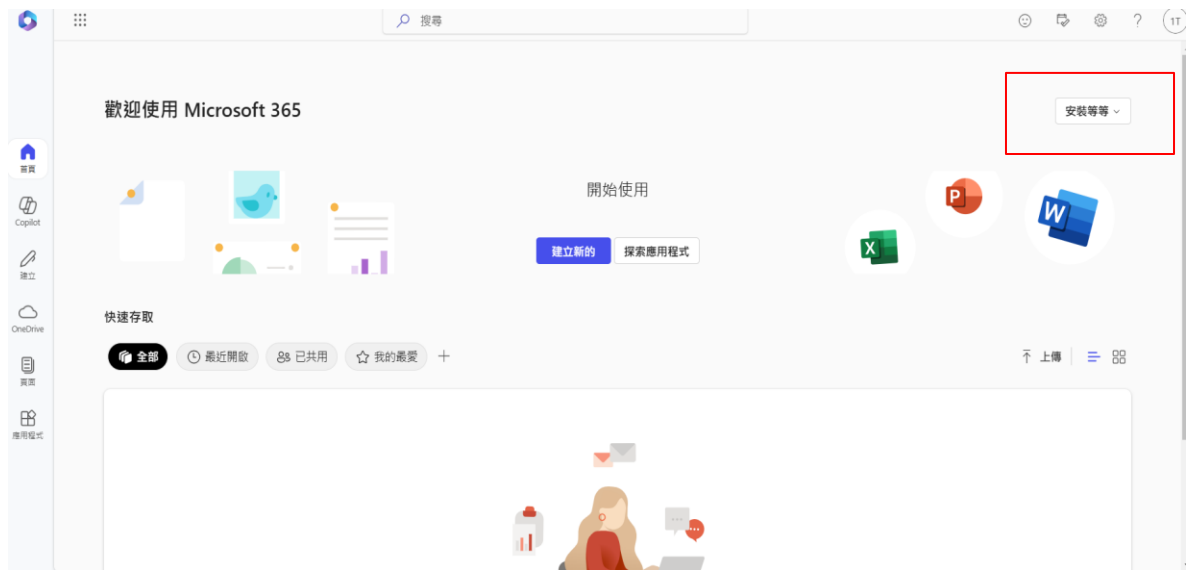 搜尋
?
1T
歡迎使用 Microsoft 365
安裝等等
首頁
Copilot
建立
OneDrive
頁面
應用程式
開始使用
建立新的 探索應用程式
P
W
X
快速存取
全部 最近開啟 已共用 我的最愛 +
上傳